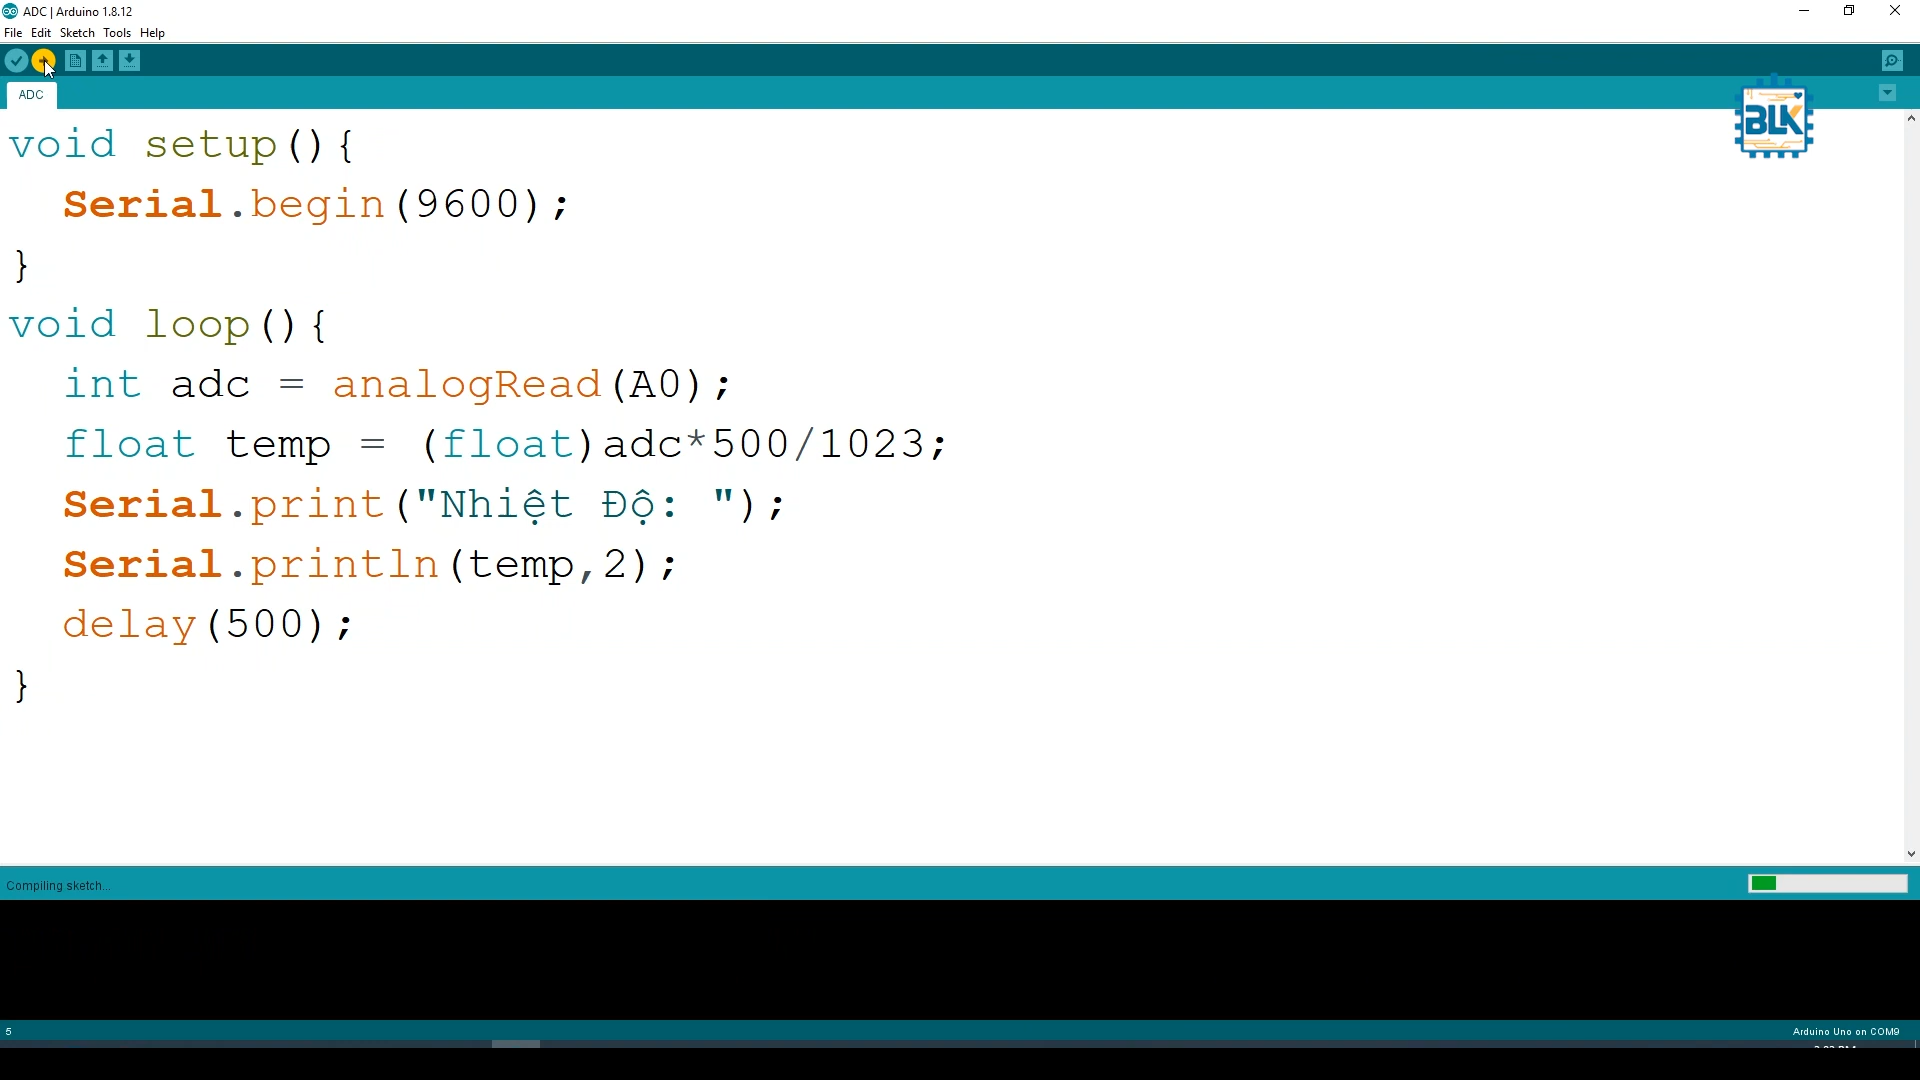 ADC | Arduino 1.8.12
File Edit Sketch Tools Help
ADC
BLK
void setup(){
Serial.begin(9600);
}
void loop(){
int adc = analogRead(A0);
float temp = (float)adc*500/1023;
Serial.print("Nhiệt Độ: ");
Serial.println(temp,2);
delay(500);
}
Compiling sketch...
5
Arduino Uno on COM9